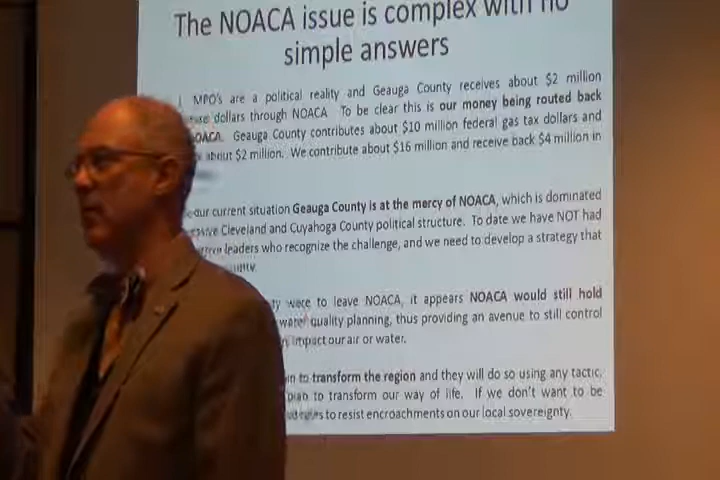 The NOACA issue is complex with no
simple answers
MPO's are a political reality and Geauga County receives about $2 million
dollars through NOACA To be clear this is our money being routed back
NOACA. Geauga County contributes about $10 million federal gas tax dollars and
about $2 million. We contribute about $16 million and receive back $4 million in
our current situation Geauga County is at the mercy of NOACA, which is dominated
Cleveland and Cuyahoga County political structure. To date we have NOT had
leaders who recognize the challenge, and we need to develop a strategy that
were to leave NOACA, it appears NOACA would still hold
water quality planning, thus providing an avenue to still control
impact our air or water.
to transform the region and they will do so using any tactic,
plan to transform our way of life. If we don't want to be
to resist encroachments on our local sovereignty.